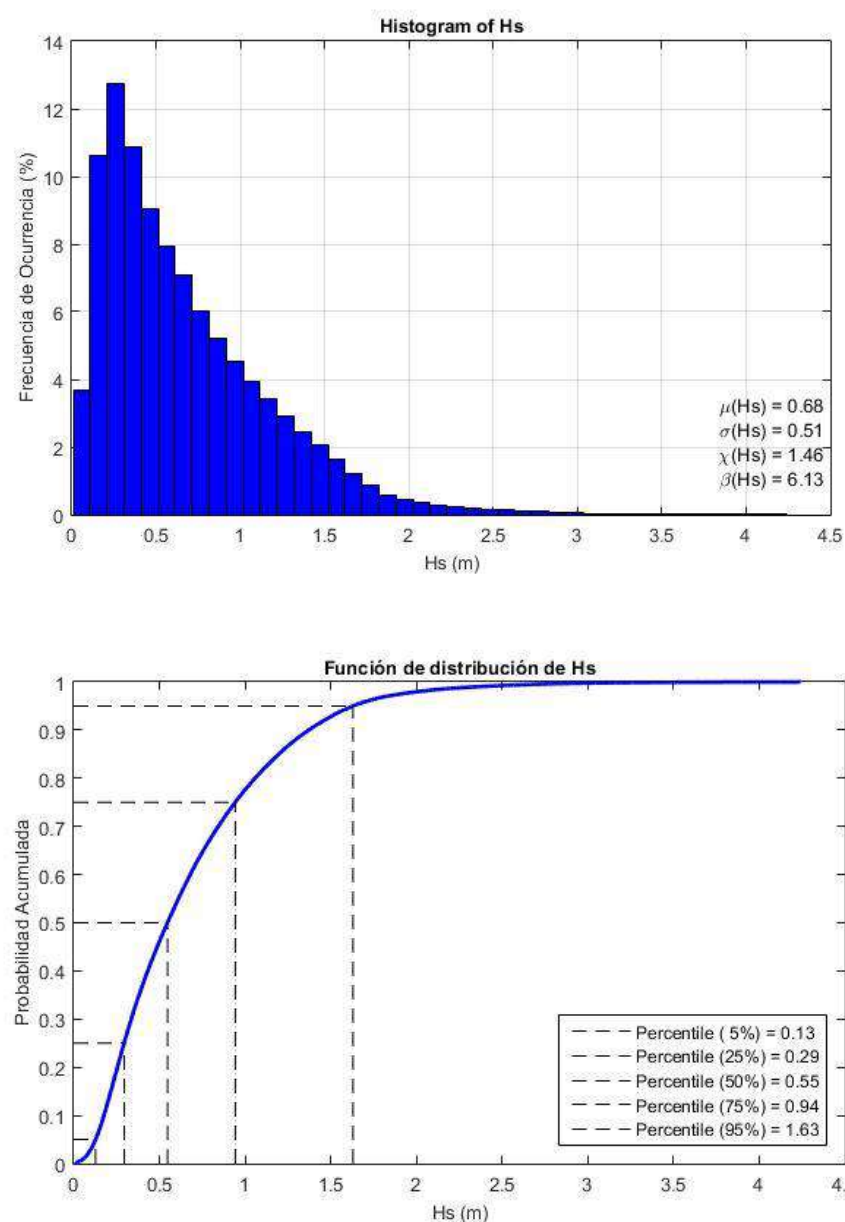 Histogram of Hs
14
12
10
8
6
4
2
0
Frecuencia de Ocurrencia (%)
μ(Hs) = 0.68
σ(Hs) = 0.51
χ(Hs) = 1.46
β(Hs) = 6.13
0 0.5 1 1.5 2 2.5 3 3.5 4 4.5
Hs (m)
Función de distribución de Hs
1
0.9
0.8
0.7
0.6
0.5
0.4
0.3
0.2
0.1
0
Probabilidad Acumulada
Percentile ( 5%) = 0.13
Percentile (25%) = 0.29
Percentile (50%) = 0.55
Percentile (75%) = 0.94
Percentile (95%) = 1.63
0 0.5 1 1.5 2 2.5 3 3.5 4
Hs (m)